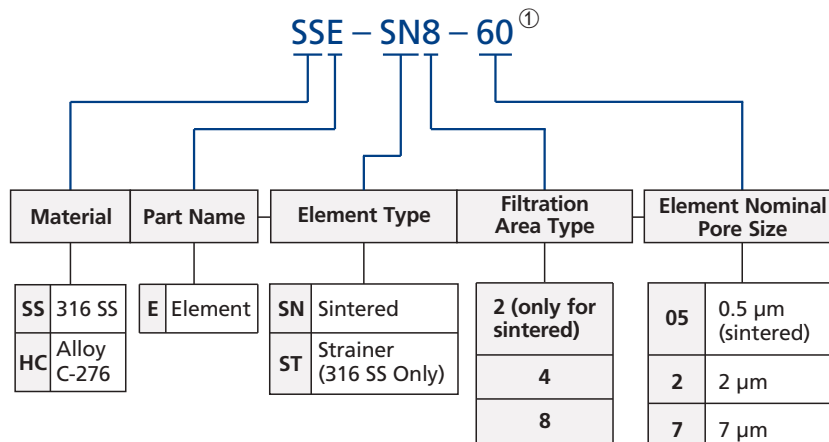 SSE – SN8 – 60 ①
Material
Part Name
Element Type
Filtration
Area Type
Element Nominal
Pore Size
SS 316 SS
HC Alloy
C-276
E Element
SN Sintered
ST Strainer
(316 SS Only)
2 (only for
sintered)
4
8
05 0.5 µm
(sintered)
2 2 µm
7 7 µm